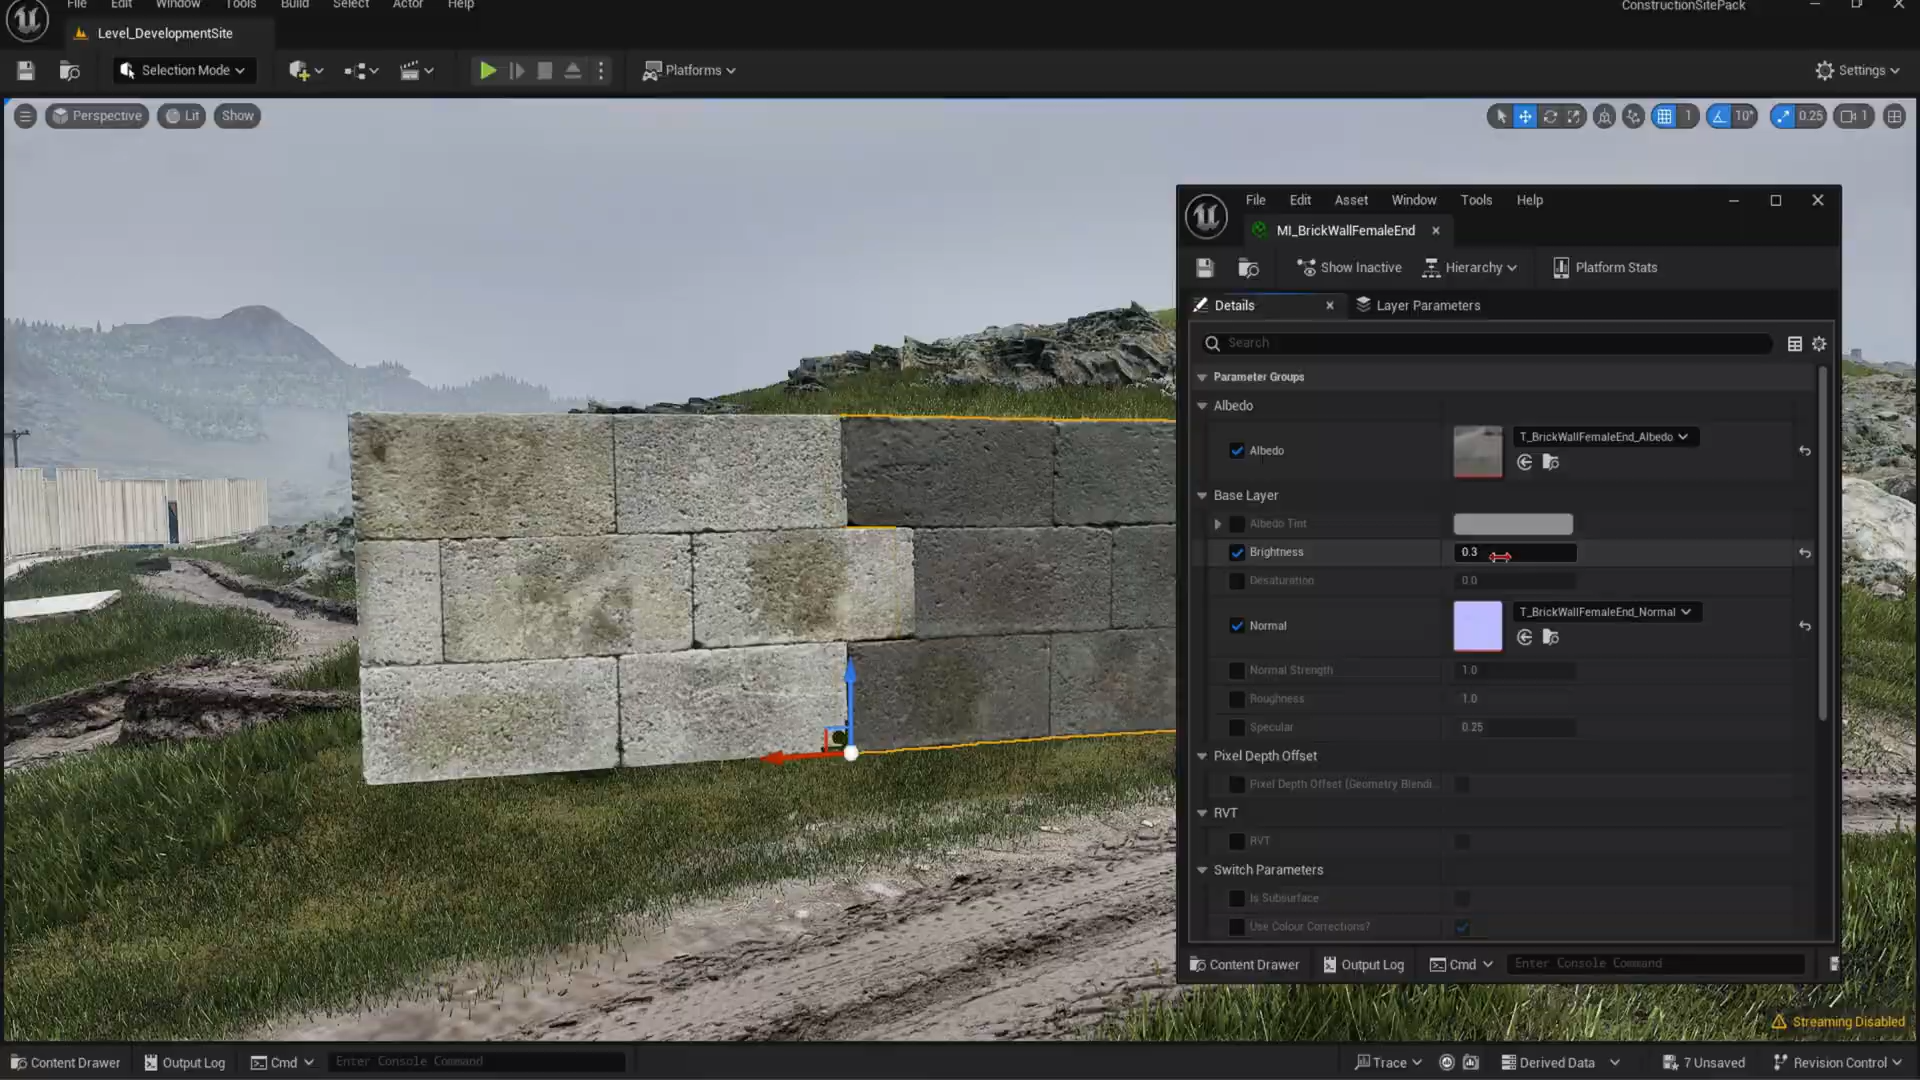 File Edit Window Tools Build Select Actor Help
ConstructionSitePack
Level_DevelopmentSite
Selection Mode
Platforms
Settings
Perspective Lit Show
1 10° 0.25 1
File Edit Asset Window Tools Help
MI_BrickWallFemaleEnd
Show Inactive Hierarchy Platform Stats
Details Layer Parameters
Search
Parameter Groups
Albedo
T_BrickWallFemaleEnd_Albedo
Albedo
Base Layer
Albedo Tint
Brightness 0.3
Desaturation 0.0
T_BrickWallFemaleEnd_Normal
Normal
Normal Strength 1.0
Roughness 1.0
Specular 0.25
Pixel Depth Offset
Pixel Depth Offset (Geometry Blendi...
RVT
RVT
Switch Parameters
Is Subsurface
Use Colour Corrections?
Content Drawer Output Log Cmd Enter Console Command
Streaming Disabled
Content Drawer Output Log Cmd Enter Console Command
Trace Derived Data 7 Unsaved Revision Control